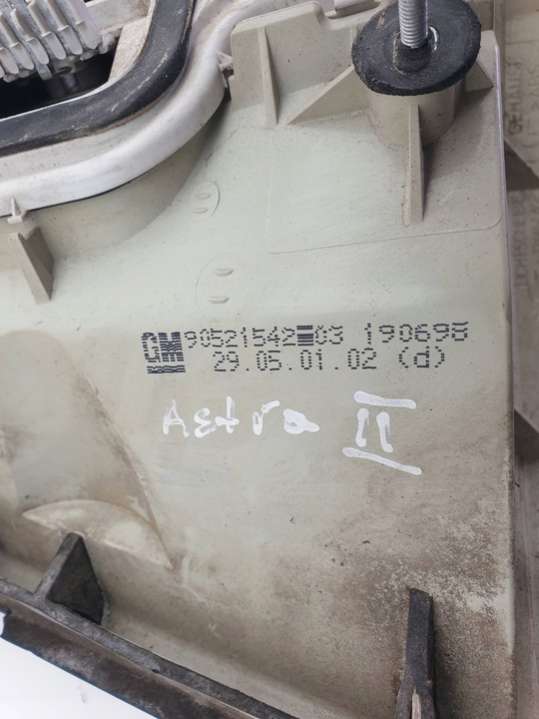 GM 90521542 03 190698
29.05.01.02 (d)
Astra II